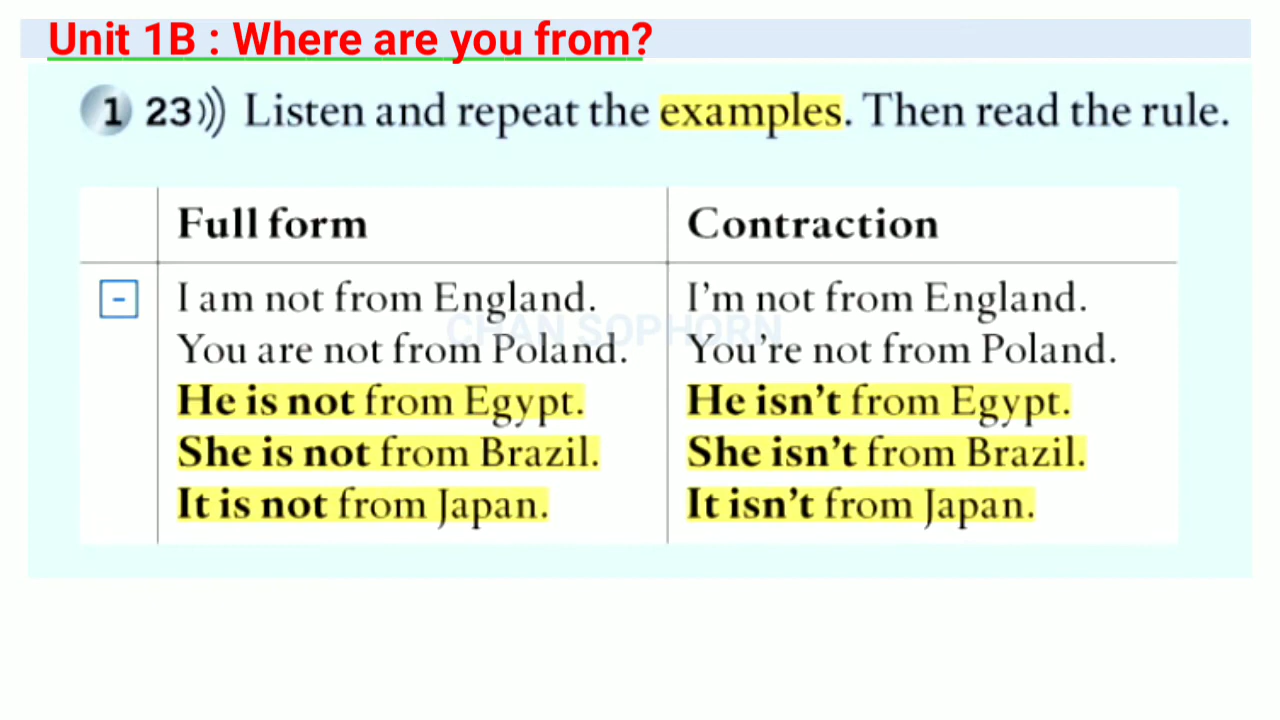 Unit 1B : Where are you from?
1 23 Listen and repeat the examples. Then read the rule.
Full form Contraction
- I am not from England. I’m not from England.
CHAN SOPHORN
You are not from Poland. You’re not from Poland.
He is not from Egypt. He isn’t from Egypt.
She is not from Brazil. She isn’t from Brazil.
It is not from Japan. It isn’t from Japan.